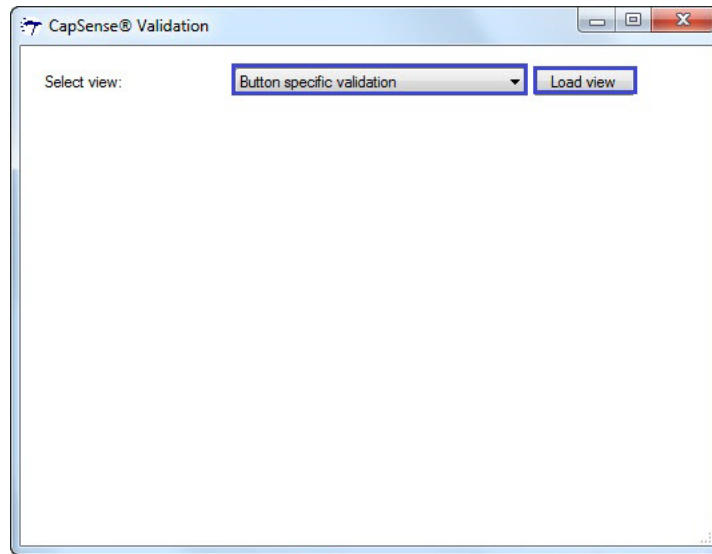 CapSense® Validation
Select view: Button specific validation Load view